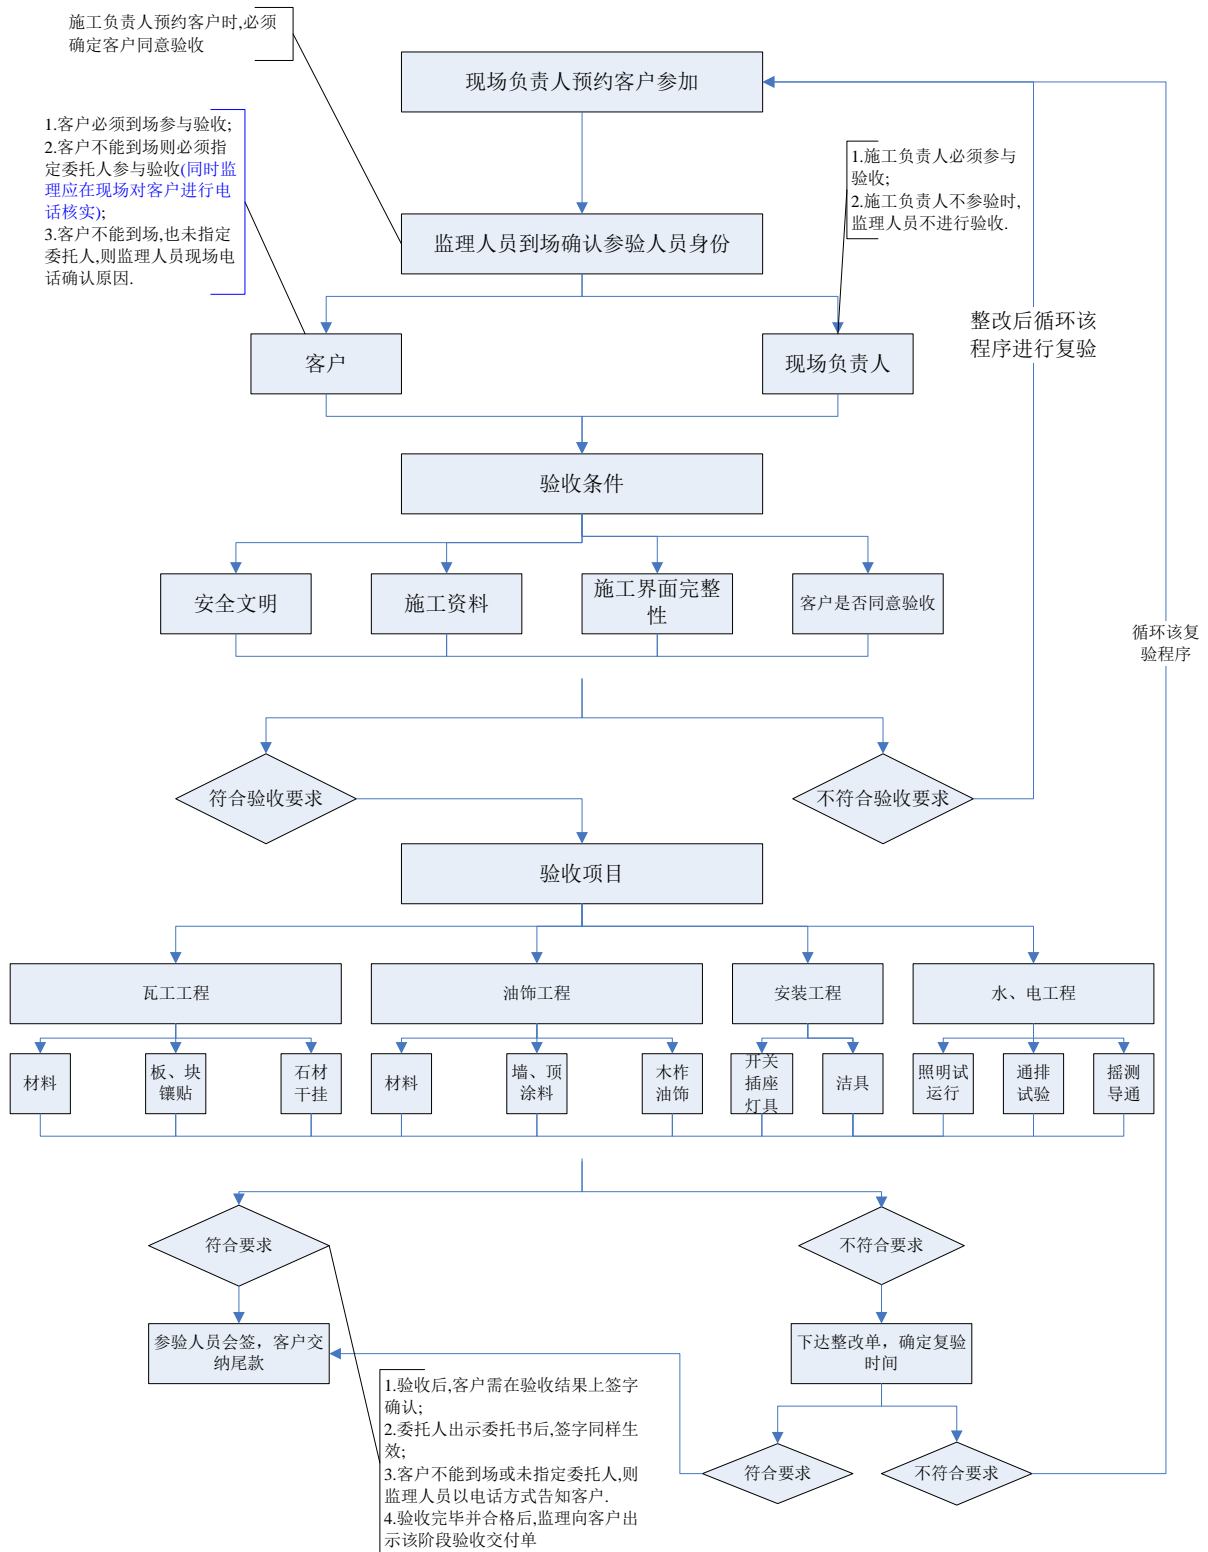 施工负责人预约客户时,必须
确定客户同意验收
现场负责人预约客户参加
1.客户必须到场参与验收;
2.客户不能到场则必须指
定委托人参与验收(同时监
理应在现场对客户进行电
话核实);
3.客户不能到场,也未指定
委托人,则监理人员现场电
话确认原因.
1.施工负责人必须参与
验收;
2.施工负责人不参验时,
监理人员不进行验收.
监理人员到场确认参验人员身份
整改后循环该
程序进行复验
客户
现场负责人
验收条件
安全文明
施工资料
施工界面完整
性
客户是否同意验收
循环该复
验程序
符合验收要求
不符合验收要求
验收项目
瓦工工程
油饰工程
安装工程
水、电工程
材料
板、块
镶贴
石材
干挂
材料
墙、顶
涂料
木柞
油饰
开关
插座
灯具
洁具
照明试
运行
通排
试验
摇测
导通
符合要求
不符合要求
参验人员会签，客户交
纳尾款
下达整改单，确定复验
时间
1.验收后,客户需在验收结果上签字
确认;
2.委托人出示委托书后,签字同样生
效;
3.客户不能到场或未指定委托人,则
监理人员以电话方式告知客户.
4.验收完毕并合格后,监理向客户出
示该阶段验收交付单
符合要求
不符合要求